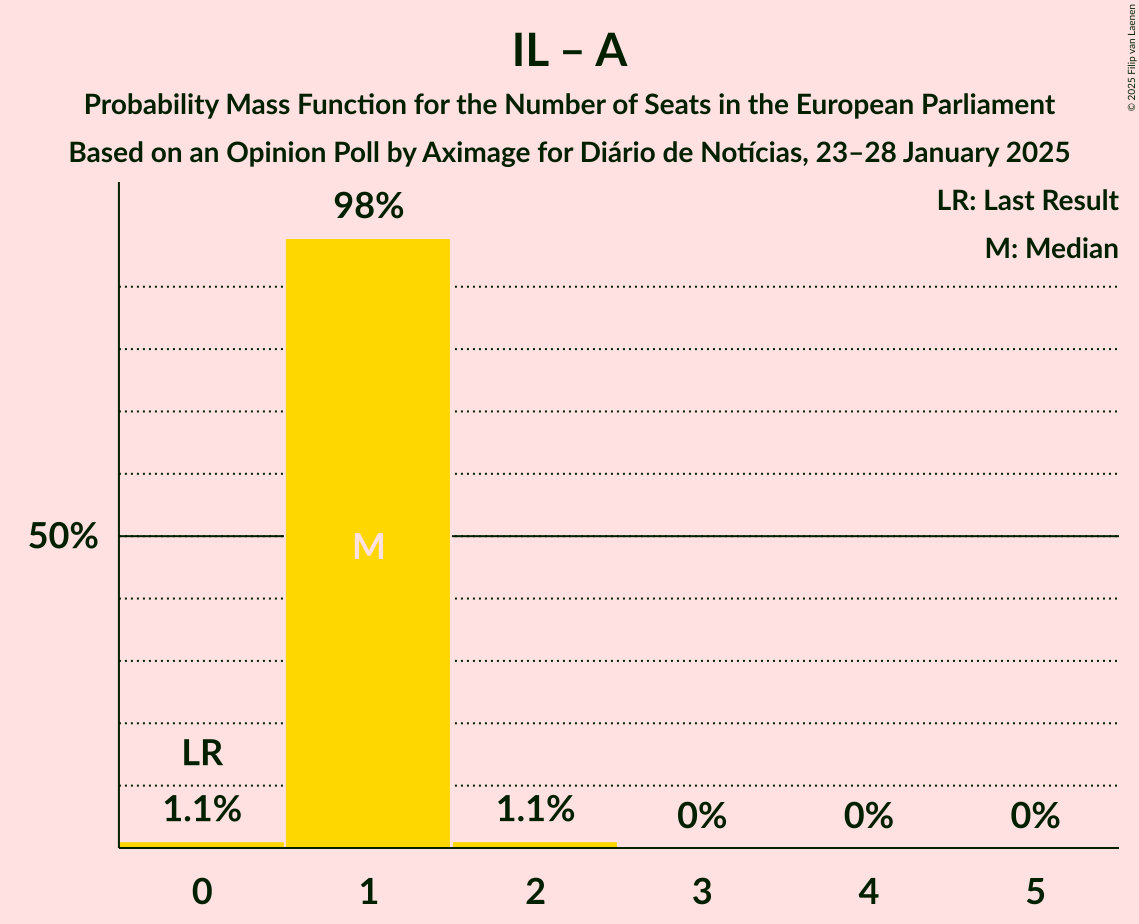 IL – A
Probability Mass Function for the Number of Seats in the European Parliament
Based on an Opinion Poll by Aximage for Diário de Notícias, 23–28 January 2025
© 2025 Filip van Laenen
LR: Last Result
M: Median
98%
50%
M
LR
1.1%
1.1%
0%
0%
0%
0 1 2 3 4 5